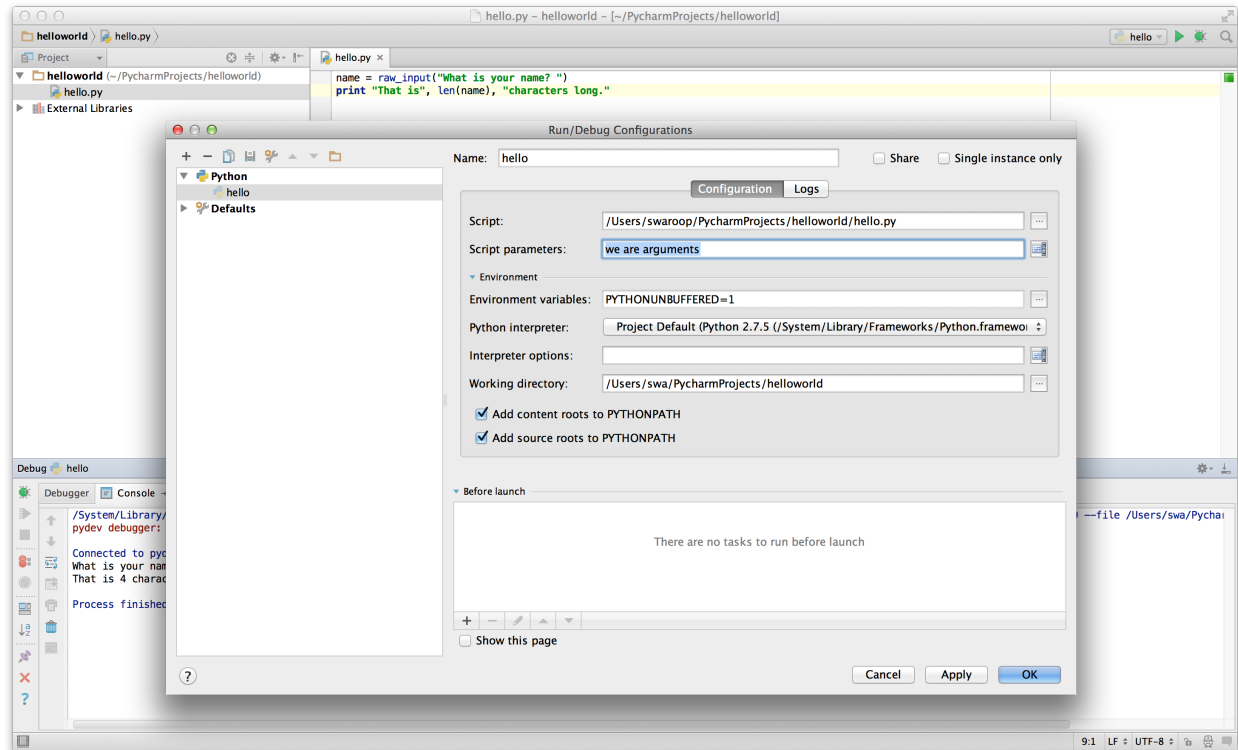 hello.py – helloworld – [~/PycharmProjects/helloworld]
helloworld hello.py
hello
Project
hello.py ×
helloworld (~/PycharmProjects/helloworld)
hello.py
External Libraries
name = raw_input("What is your name? ")
print "That is", len(name), "characters long."
Run/Debug Configurations
Python
hello
Defaults
Name: hello
Share
Single instance only
Configuration
Logs
Script: /Users/swaroop/PycharmProjects/helloworld/hello.py
Script parameters: we are arguments
Environment
Environment variables: PYTHONUNBUFFERED=1
Python interpreter: Project Default (Python 2.7.5 (/System/Library/Frameworks/Python.framewor
Interpreter options:
Working directory: /Users/swa/PycharmProjects/helloworld
Add content roots to PYTHONPATH
Add source roots to PYTHONPATH
Before launch
There are no tasks to run before launch
Show this page
?
Cancel
Apply
OK
Debug hello
Debugger
Console
/System/Library/
--file /Users/swa/Pychar
pydev debugger:
Connected to pyd
What is your nam
That is 4 charac
Process finished
9:1 LF UTF-8